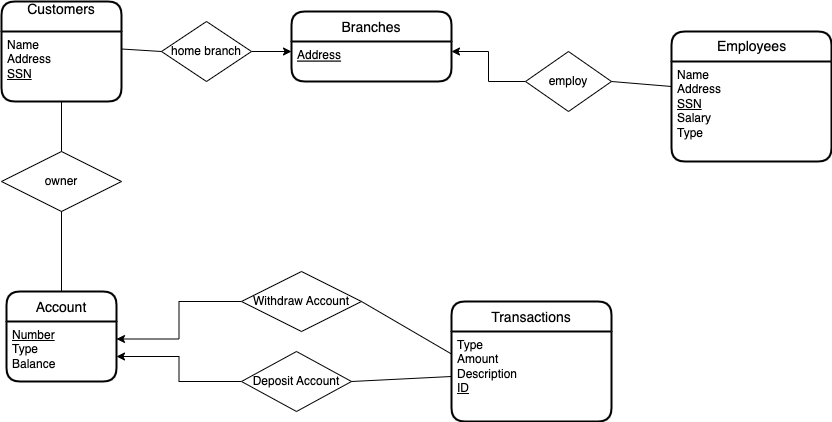 Customers
Name
Address
SSN
home branch
Branches
Address
employ
Employees
Name
Address
SSN
Salary
Type
owner
Account
Number
Type
Balance
Withdraw Account
Deposit Account
Transactions
Type
Amount
Description
ID